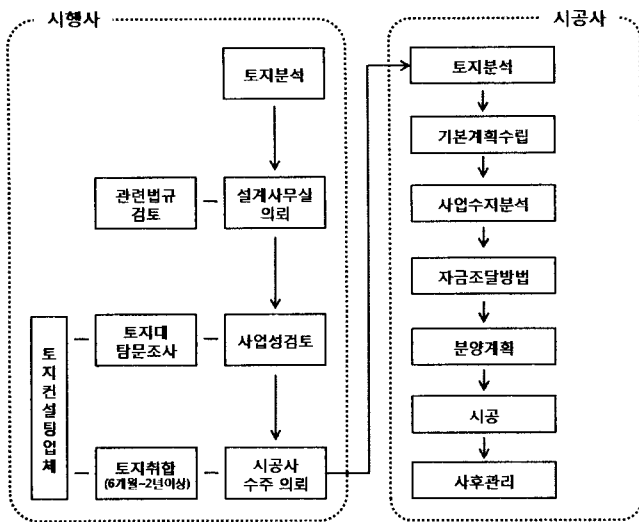 시행사
토지분석
관련법규
검토
설계사무실
의뢰
토지컨설팅업체
토지대
탐문조사
사업성검토
토지취합
(6개월~2년이상)
시공사
수주 의뢰
시공사
토지분석
기본계획수립
사업수지분석
자금조달방법
분양계획
시공
사후관리